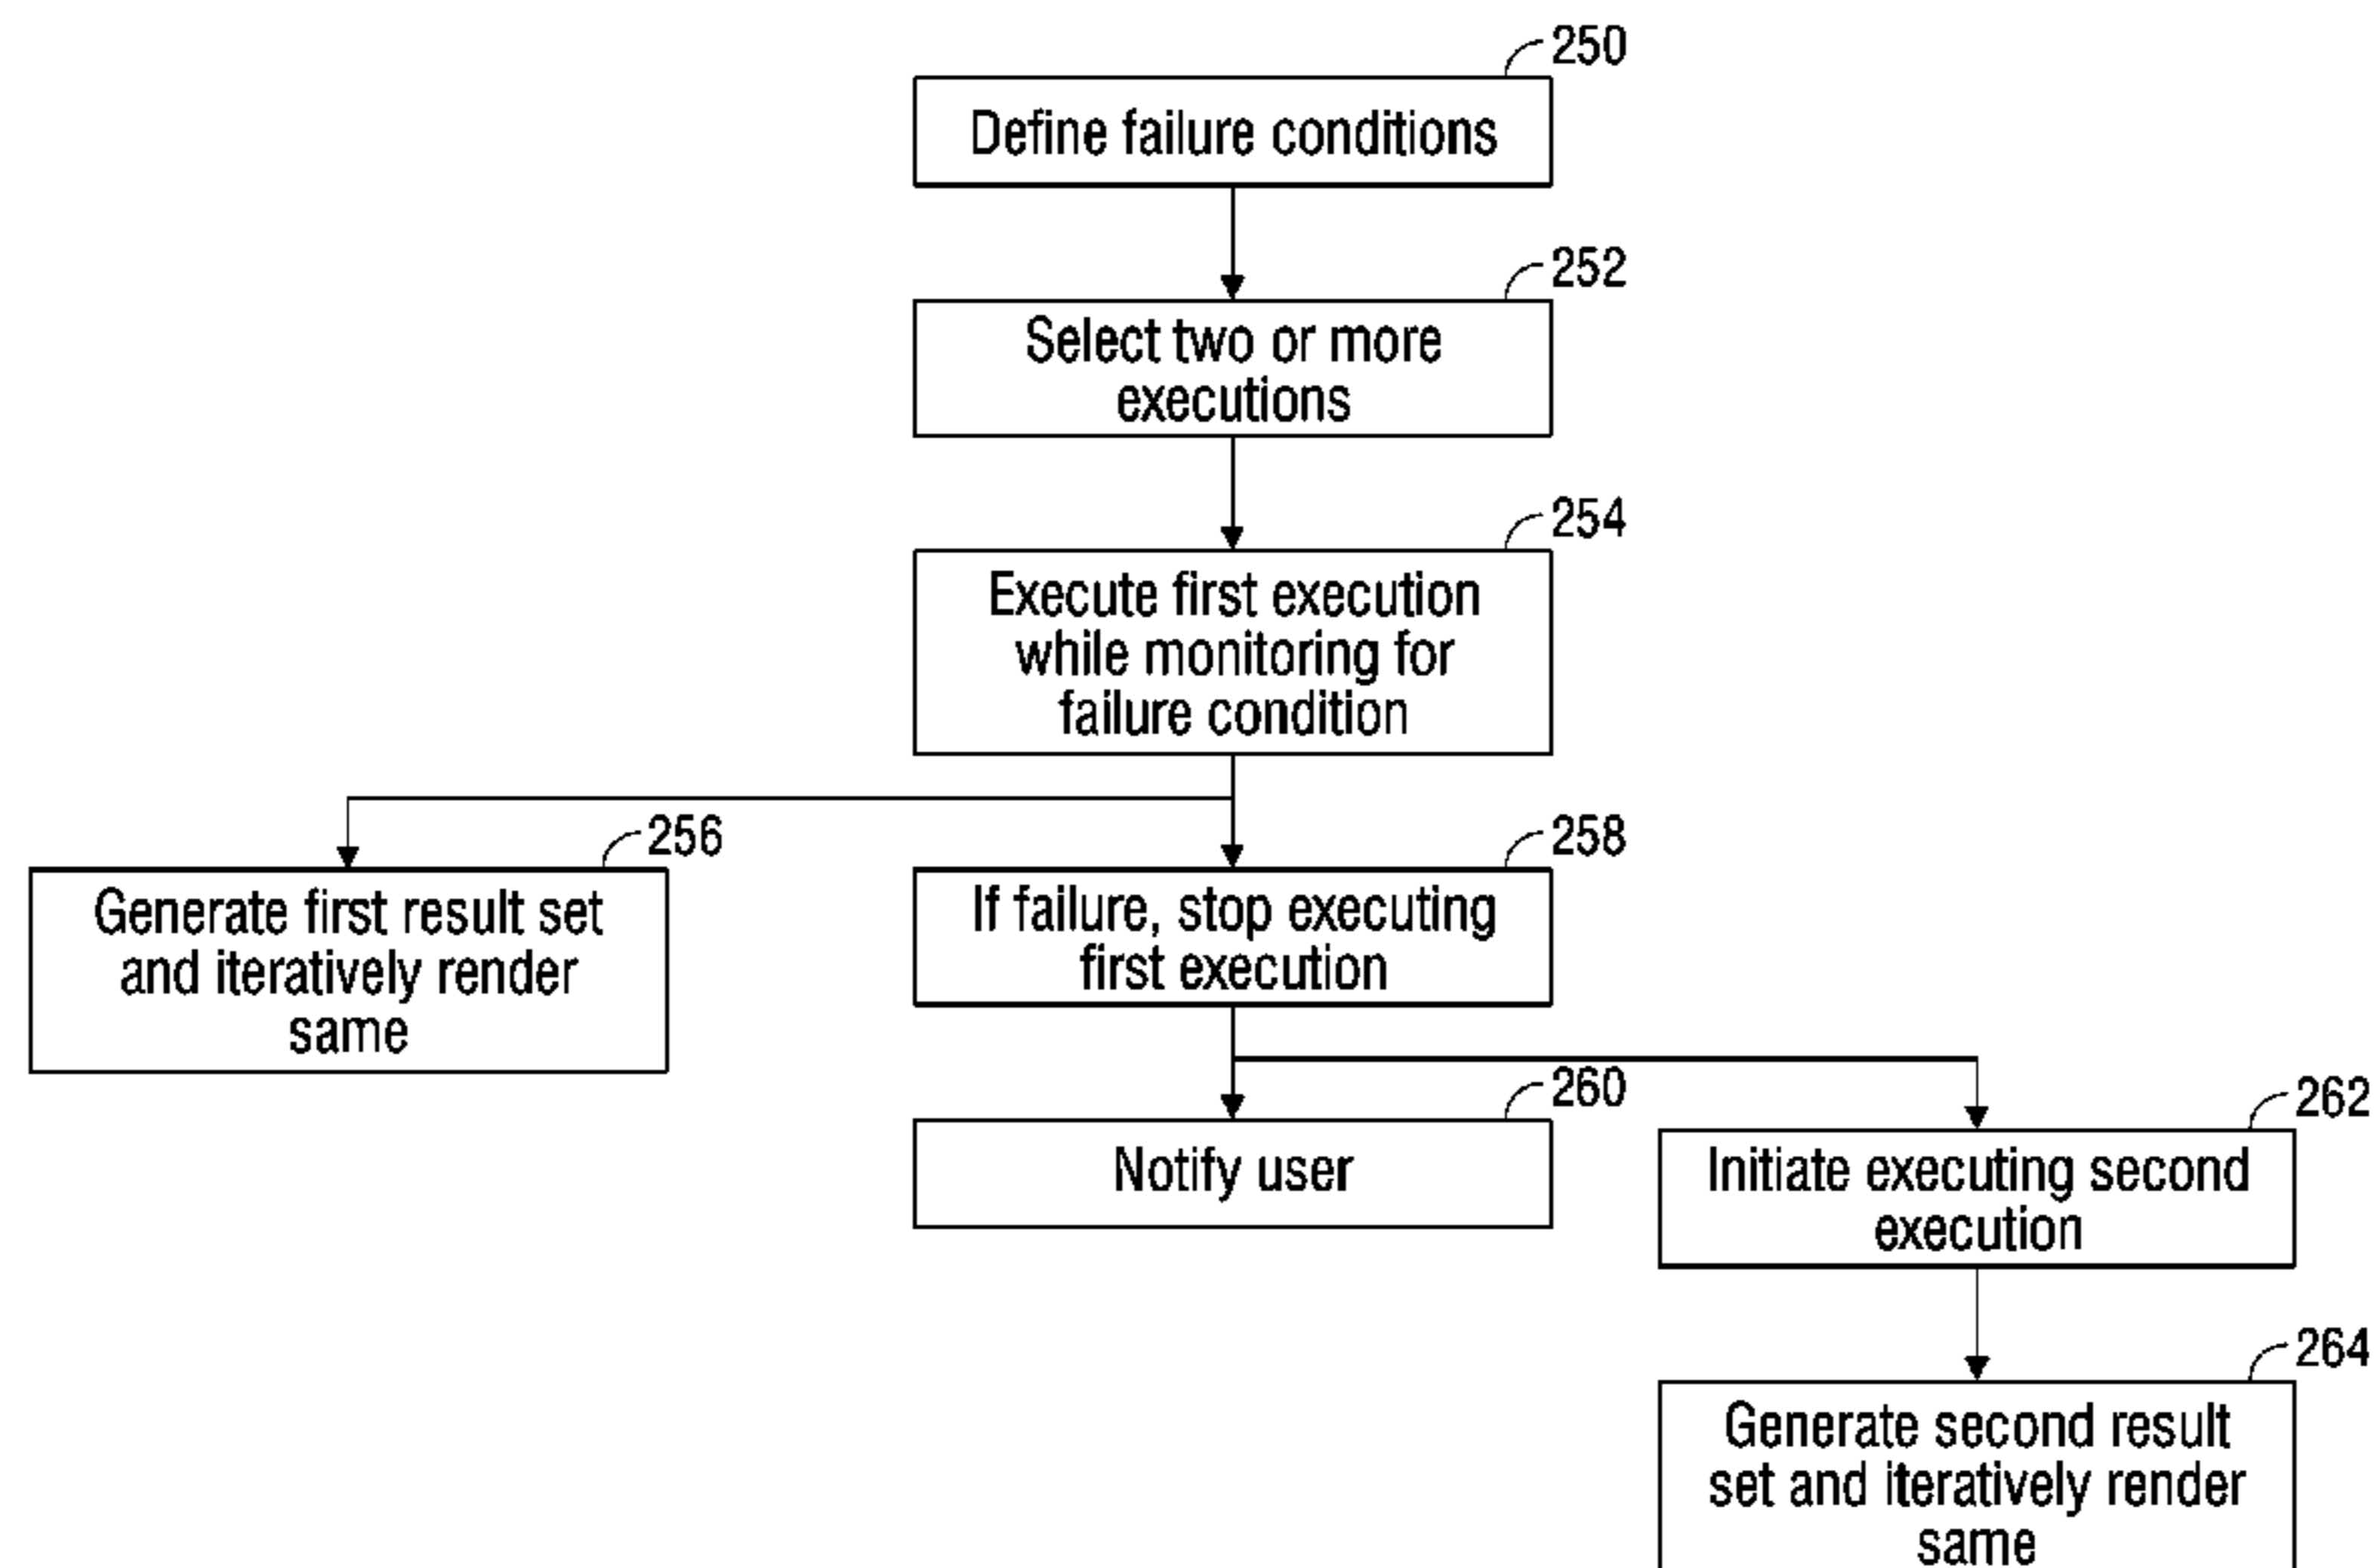 250
Define failure conditions
252
Select two or more
executions
254
Execute first execution
while monitoring for
failure condition
256
Generate first result set
and iteratively render
same
258
If failure, stop executing
first execution
260
Notify user
262
Initiate executing second
execution
264
Generate second result
set and iteratively render
same